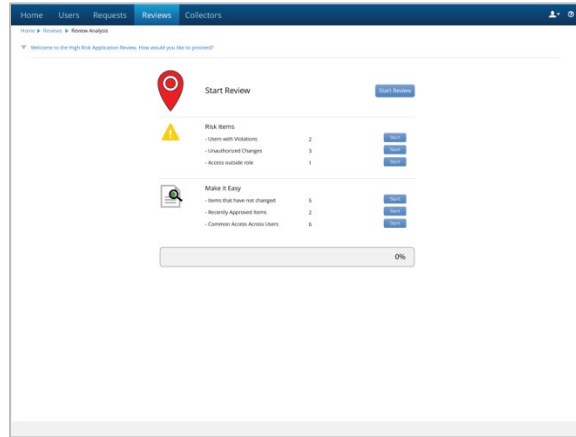 Home Users Requests Reviews Collectors
Home Reviews Review Analysis
Welcome to the High Risk Application Review. How would you like to proceed?
Start Review Start Review
Risk Items
- Users with Violations 2 Start
- Unauthorized Changes 3 Start
- Access outside role 1 Start
Make it Easy
- Items that have not changed 5 Start
- Recently Approved Items 2 Start
- Common Access Across Users 6 Start
0%